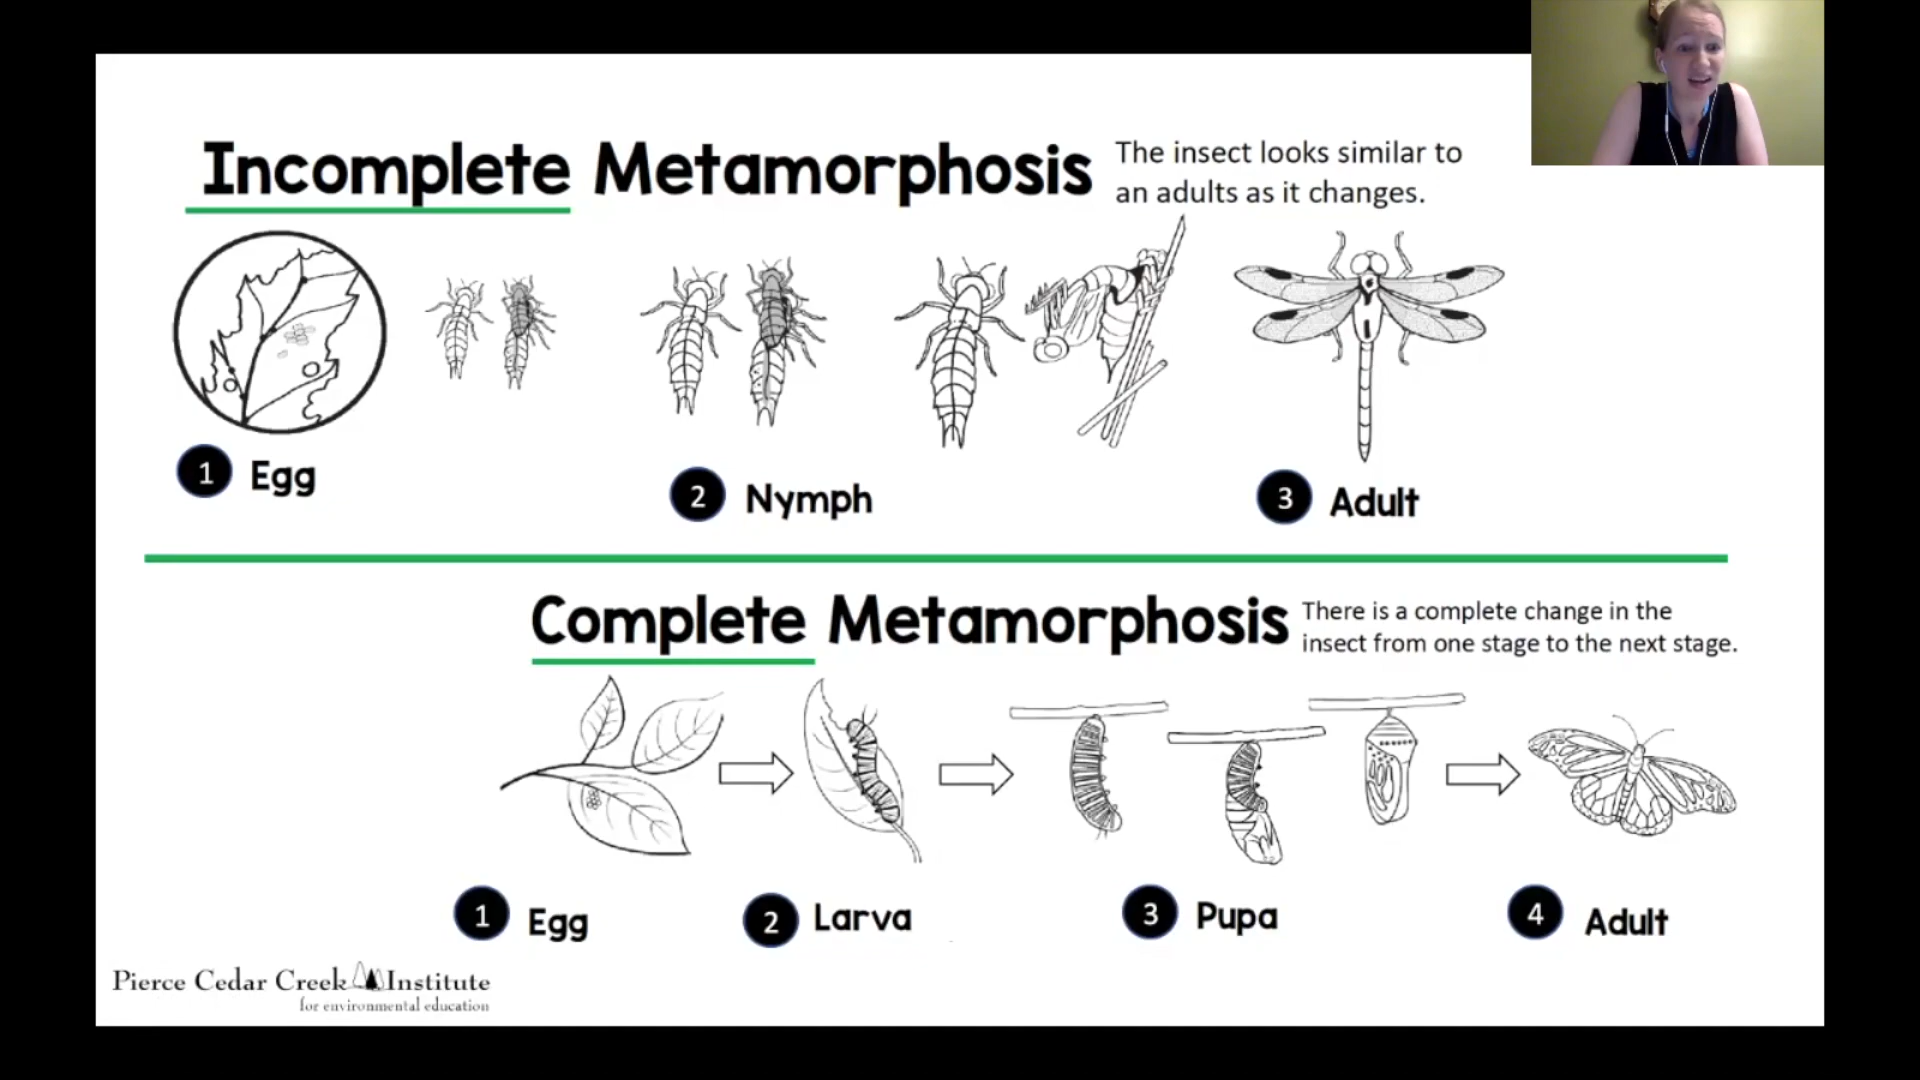 Incomplete Metamorphosis
The insect looks similar to
an adults as it changes.
1 Egg
2 Nymph
3 Adult
Complete Metamorphosis
There is a complete change in the
insect from one stage to the next stage.
1 Egg
2 Larva
3 Pupa
4 Adult
Pierce Cedar Creek Institute
for environmental education